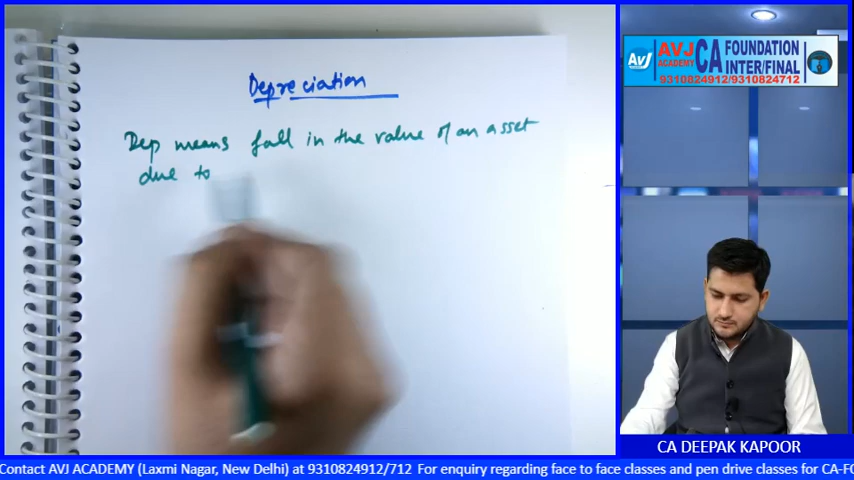 Depreciation
Dep means fall in the value of an asset
due to
AVJ
AVJ
ACADEMY
CA
FOUNDATION
INTER/FINAL
9310824912/9310824712
CA DEEPAK KAPOOR
Contact AVJ ACADEMY (Laxmi Nagar, New Delhi) at 9310824912/712 For enquiry regarding face to face classes and pen drive classes for CA-FO